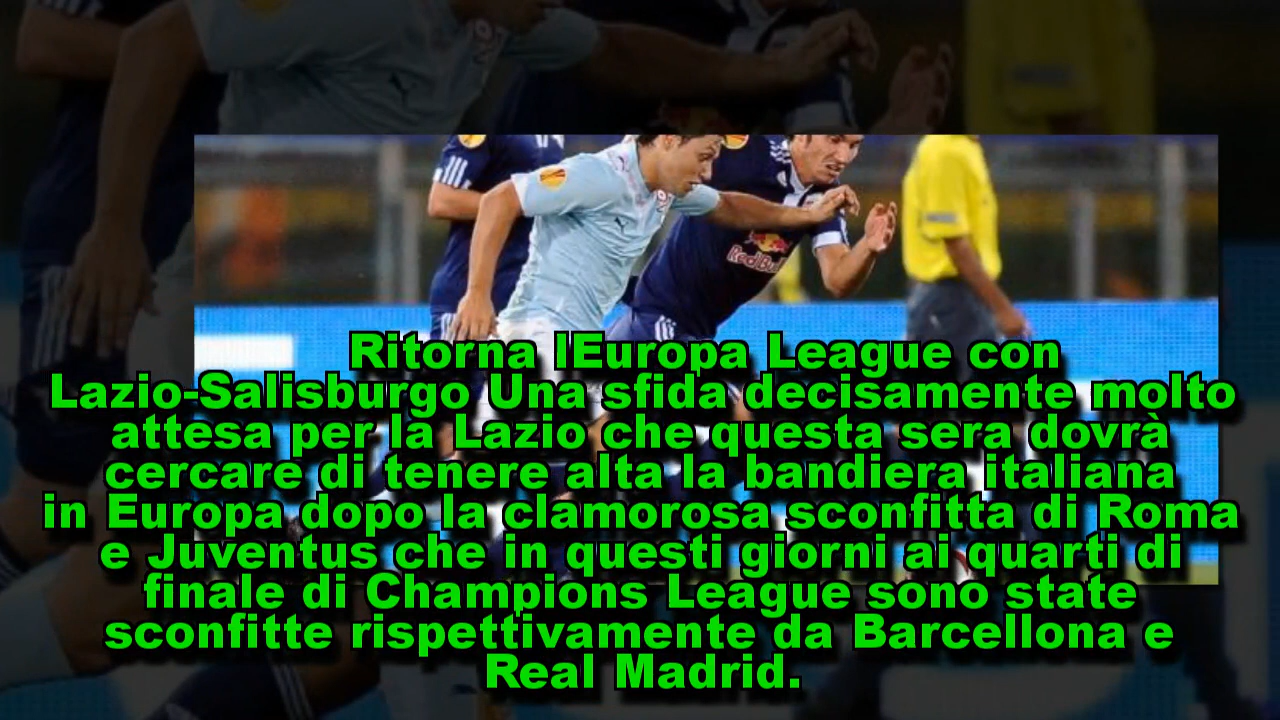 RedBull
Ritorna lEuropa League con
Lazio-Salisburgo Una sfida decisamente molto
attesa per la Lazio che questa sera dovrà
cercare di tenere alta la bandiera italiana
in Europa dopo la clamorosa sconfitta di Roma
e Juventus che in questi giorni ai quarti di
finale di Champions League sono state
sconfitte rispettivamente da Barcellona e
Real Madrid.